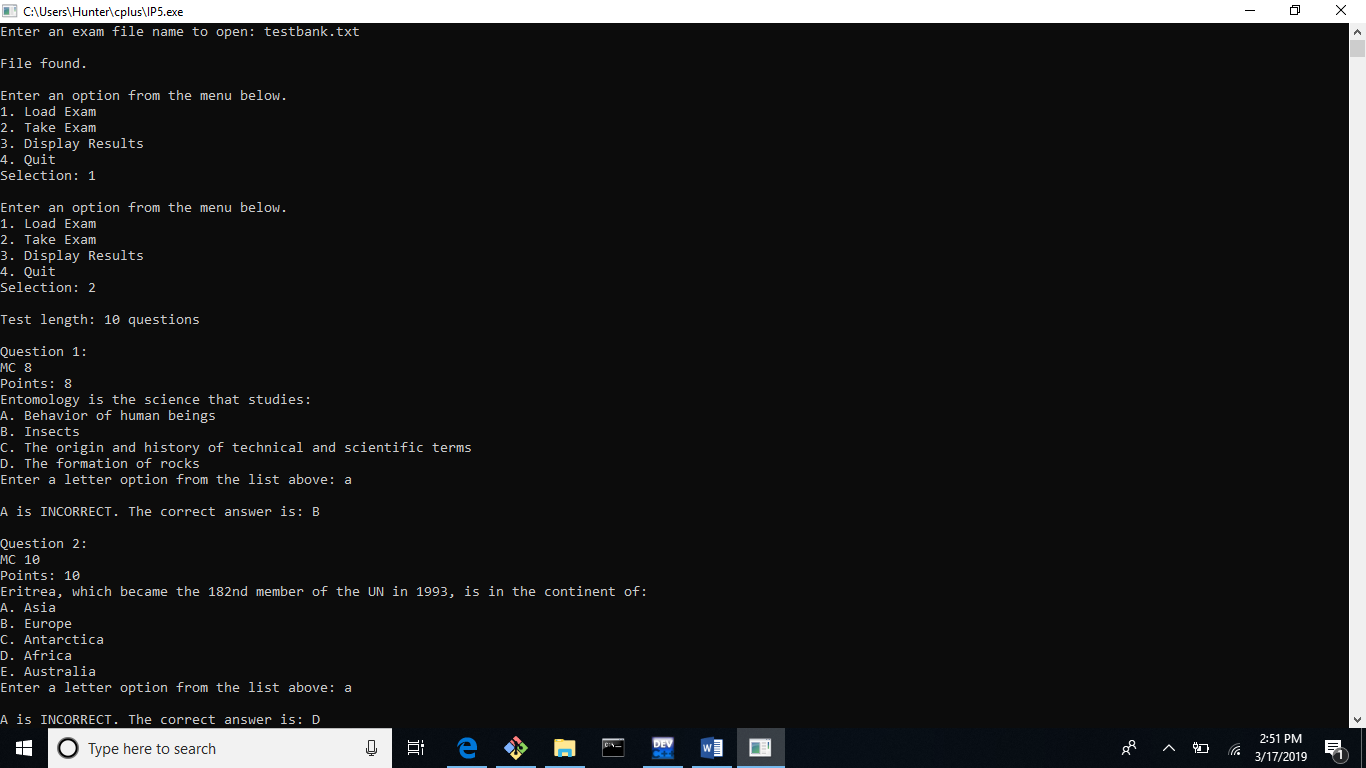 C:\Users\Hunter\cplus\IP5.exe
Enter an exam file name to open: testbank.txt
File found.
Enter an option from the menu below.
1. Load Exam
2. Take Exam
3. Display Results
4. Quit
Selection: 1
Enter an option from the menu below.
1. Load Exam
2. Take Exam
3. Display Results
4. Quit
Selection: 2
Test length: 10 questions
Question 1:
MC 8
Points: 8
Entomology is the science that studies:
A. Behavior of human beings
B. Insects
C. The origin and history of technical and scientific terms
D. The formation of rocks
Enter a letter option from the list above: a
A is INCORRECT. The correct answer is: B
Question 2:
MC 10
Points: 10
Eritrea, which became the 182nd member of the UN in 1993, is in the continent of:
A. Asia
B. Europe
C. Antarctica
D. Africa
E. Australia
Enter a letter option from the list above: a
A is INCORRECT. The correct answer is: D
Type here to search
DEV
2:51 PM
3/17/2019
1